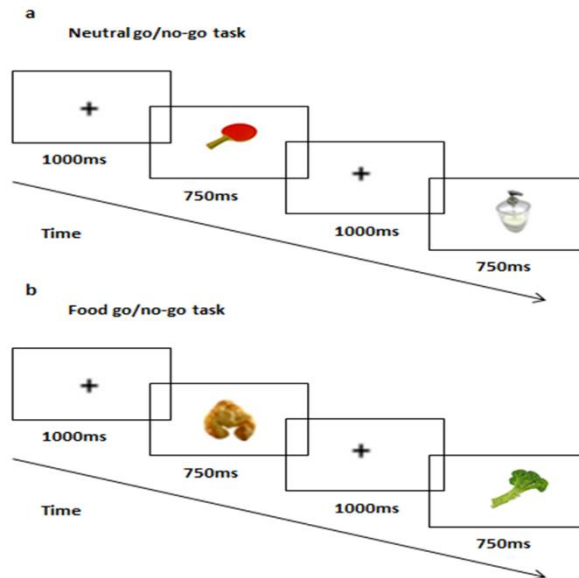 a
Neutral go/no-go task
1000ms
750ms
1000ms
750ms
Time
b
Food go/no-go task
1000ms
750ms
1000ms
750ms
Time